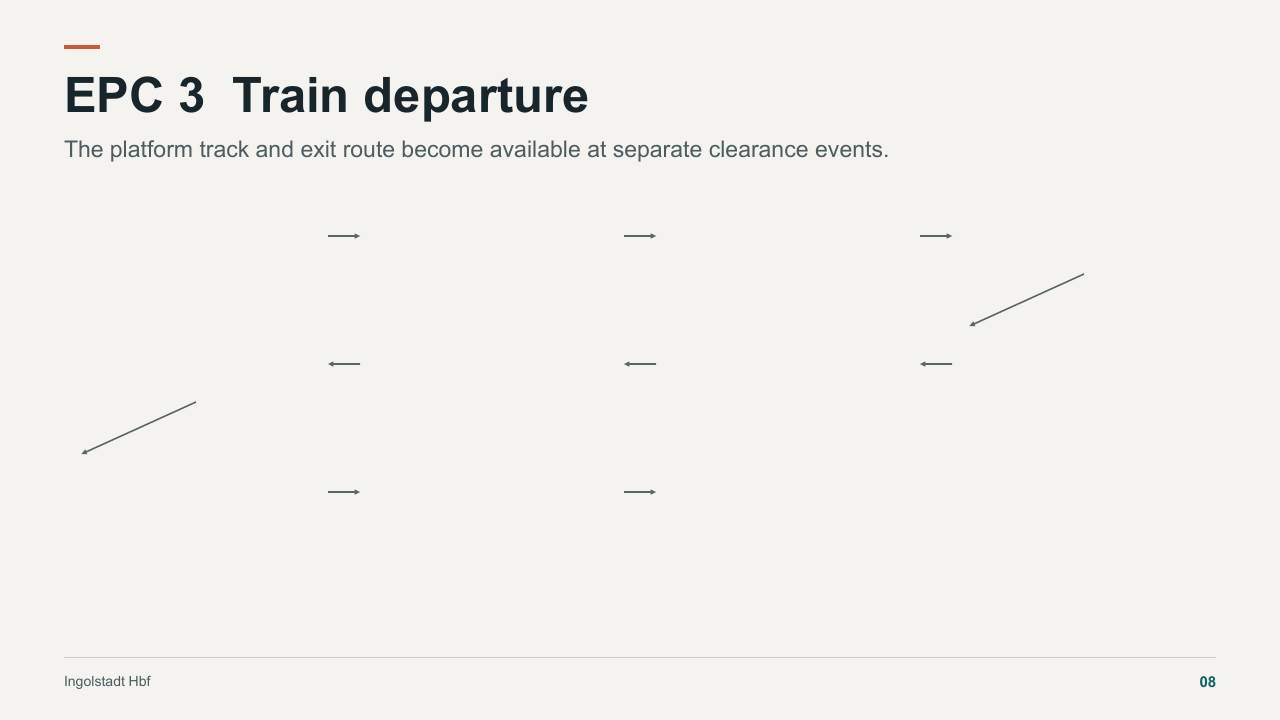 EPC 3  Train departure
The platform track and exit route become available at separate clearance events.
Ingolstadt Hbf
08